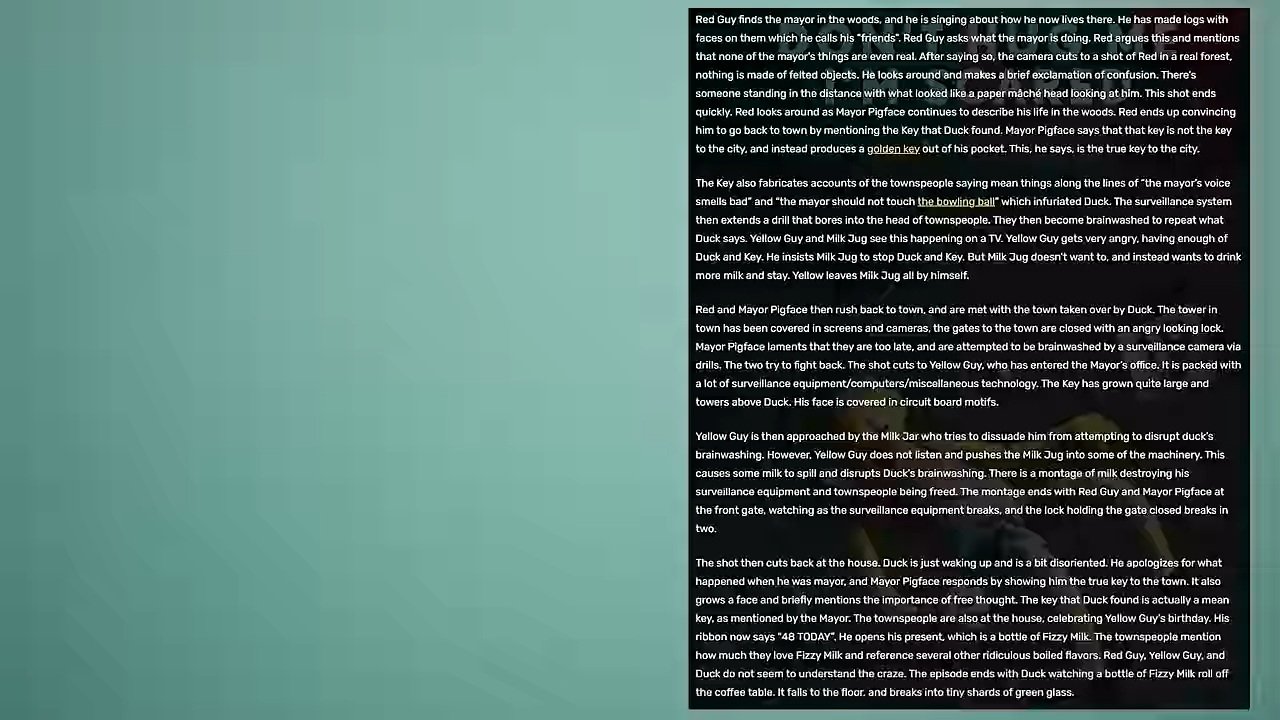 Red Guy finds the mayor in the woods, and he is singing about how he now lives there. He has made logs with
faces on them which he calls his "friends". Red Guy asks what the mayor is doing. Red argues this and mentions
that none of the mayor's things are even real. After saying so, the camera cuts to a shot of Red in a real forest,
nothing is made of felted objects. He looks around and makes a brief exclamation of confusion. There's
someone standing in the distance with what looked like a paper mâché head looking at him. This shot ends
quickly. Red looks around as Mayor Pigface continues to describe his life in the woods. Red ends up convincing
him to go back to town by mentioning the Key that Duck found. Mayor Pigface says that that key is not the key
to the city, and instead produces a golden key out of his pocket. This, he says, is the true key to the city.
The Key also fabricates accounts of the townspeople saying mean things along the lines of "the mayor's voice
smells bad" and "the mayor should not touch the bowling ball" which infuriated Duck. The surveillance system
then extends a drill that bores into the head of townspeople. They then become brainwashed to repeat what
Duck says. Yellow Guy and Milk Jug see this happening on a TV. Yellow Guy gets very angry, having enough of
Duck and Key. He insists Milk Jug to stop Duck and Key. But Milk Jug doesn't want to, and instead wants to drink
more milk and stay. Yellow leaves Milk Jug all by himself.
Red and Mayor Pigface then rush back to town, and are met with the town taken over by Duck. The tower in
town has been covered in screens and cameras, the gates to the town are closed with an angry looking lock.
Mayor Pigface laments that they are too late, and are attempted to be brainwashed by a surveillance camera via
drills. The two try to fight back. The shot cuts to Yellow Guy, who has entered the Mayor's office. It is packed with
a lot of surveillance equipment/computers/miscellaneous technology. The Key has grown quite large and
towers above Duck. His face is covered in circuit board motifs.
Yellow Guy is then approached by the Milk Jar who tries to dissuade him from attempting to disrupt duck's
brainwashing. However, Yellow Guy does not listen and pushes the Milk Jug into some of the machinery. This
causes some milk to spill and disrupts Duck's brainwashing. There is a montage of milk destroying his
surveillance equipment and townspeople being freed. The montage ends with Red Guy and Mayor Pigface at
the front gate, watching as the surveillance equipment breaks, and the lock holding the gate closed breaks in
two.
The shot then cuts back at the house. Duck is just waking up and is a bit disoriented. He apologizes for what
happened when he was mayor, and Mayor Pigface responds by showing him the true key to the town. It also
grows a face and briefly mentions the importance of free thought. The key that Duck found is actually a mean
key, as mentioned by the Mayor. The townspeople are also at the house, celebrating Yellow Guy's birthday. His
ribbon now says "48 TODAY". He opens his present, which is a bottle of Fizzy Milk. The townspeople mention
how much they love Fizzy Milk and reference several other ridiculous boiled flavors. Red Guy, Yellow Guy, and
Duck do not seem to understand the craze. The episode ends with Duck watching a bottle of Fizzy Milk roll off
the coffee table. It falls to the floor, and breaks into tiny shards of green glass.
DON'T HUG ME
I'M SCARED